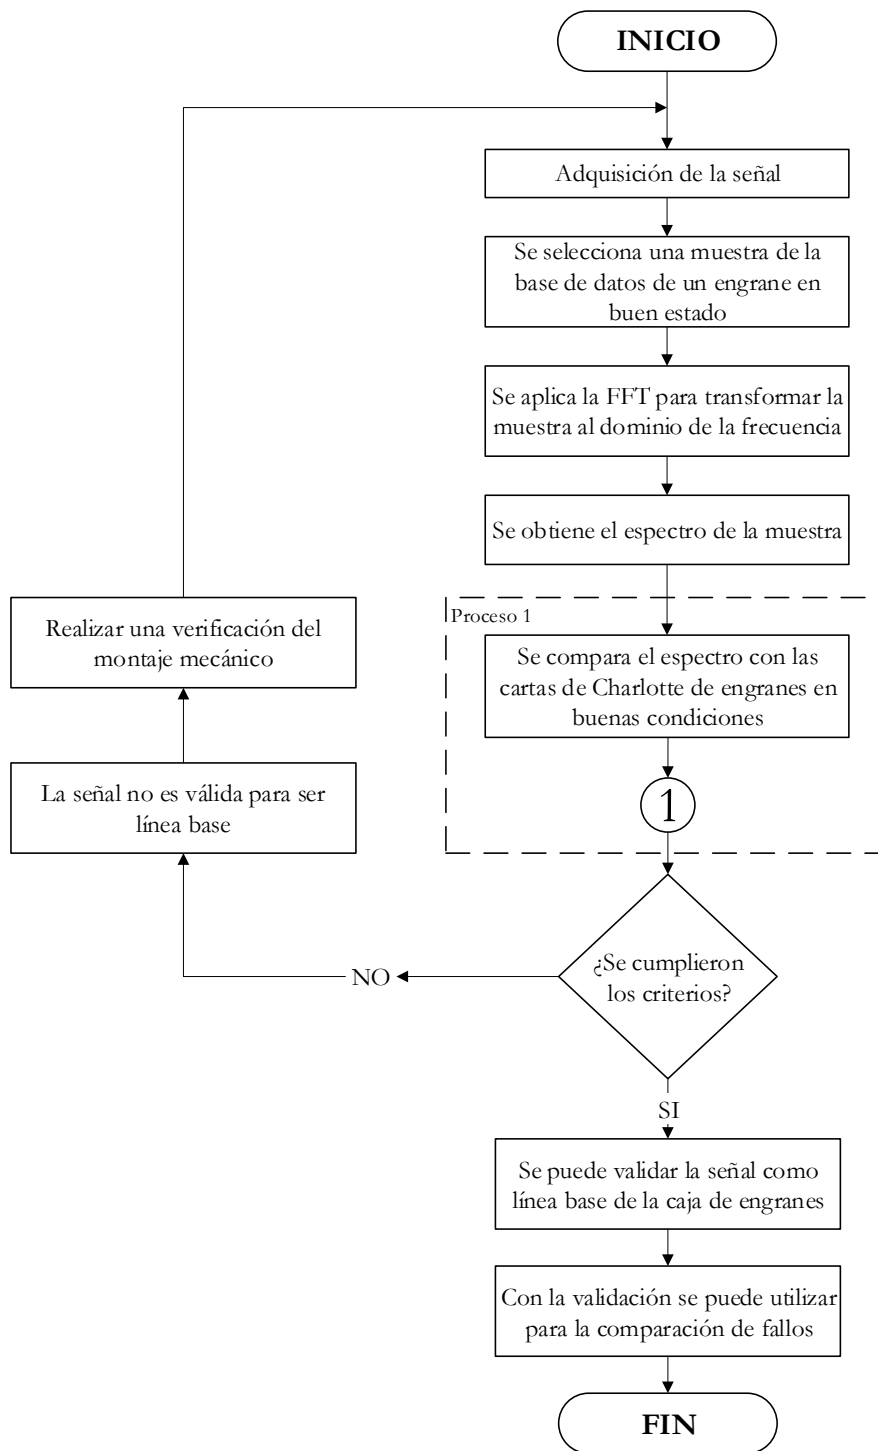 INICIO
Adquisición de la señal
Se selecciona una muestra de la
base de datos de un engrane en
buen estado
Se aplica la FFT para transformar la
muestra al dominio de la frecuencia
Se obtiene el espectro de la muestra
Proceso 1
Se compara el espectro con las
cartas de Charlotte de engranes en
buenas condiciones
1
¿Se cumplieron
los criterios?
NO
La señal no es válida para ser
línea base
Realizar una verificación del
montaje mecánico
SI
Se puede validar la señal como
línea base de la caja de engranes
Con la validación se puede utilizar
para la comparación de fallos
FIN